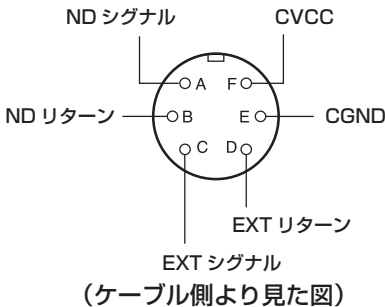 ND シグナル
CVCC
A
F
ND リターン
B
E
CGND
C
D
EXT リターン
EXT シグナル
(ケーブル側より見た図)